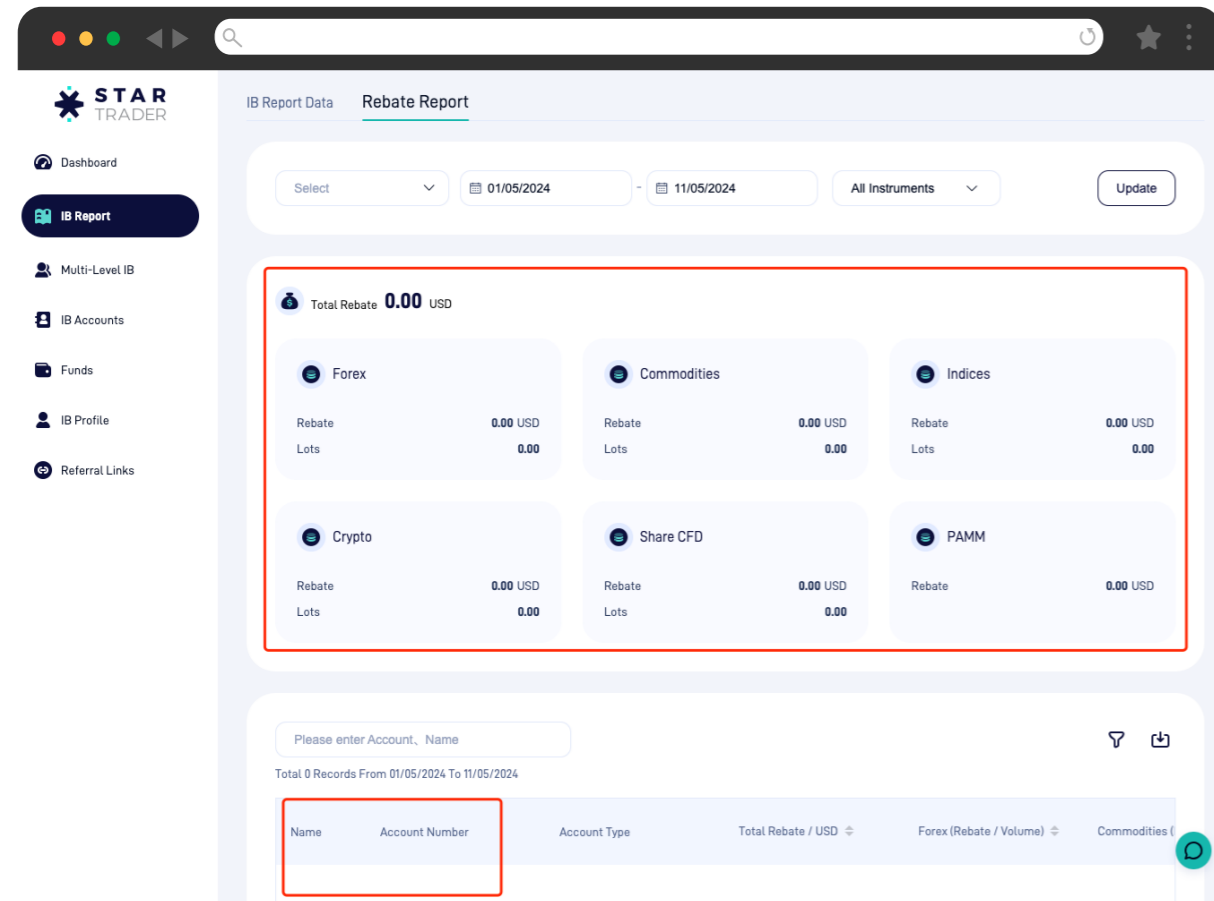 STAR
TRADER
IB Report Data Rebate Report
Dashboard
Select 01/05/2024 - 11/05/2024 All Instruments Update
IB Report
Multi-Level IB
IB Accounts
Funds
IB Profile
Referral Links
Total Rebate 0.00 USD
Forex Commodities Indices
Rebate 0.00 USD Rebate 0.00 USD Rebate 0.00 USD
Lots 0.00 Lots 0.00 Lots 0.00
Crypto Share CFD PAMM
Rebate 0.00 USD Rebate 0.00 USD Rebate 0.00 USD
Lots 0.00 Lots 0.00
Please enter Account、Name
Total 0 Records From 01/05/2024 To 11/05/2024
Name Account Number Account Type Total Rebate / USD Forex (Rebate / Volume) Commodities (